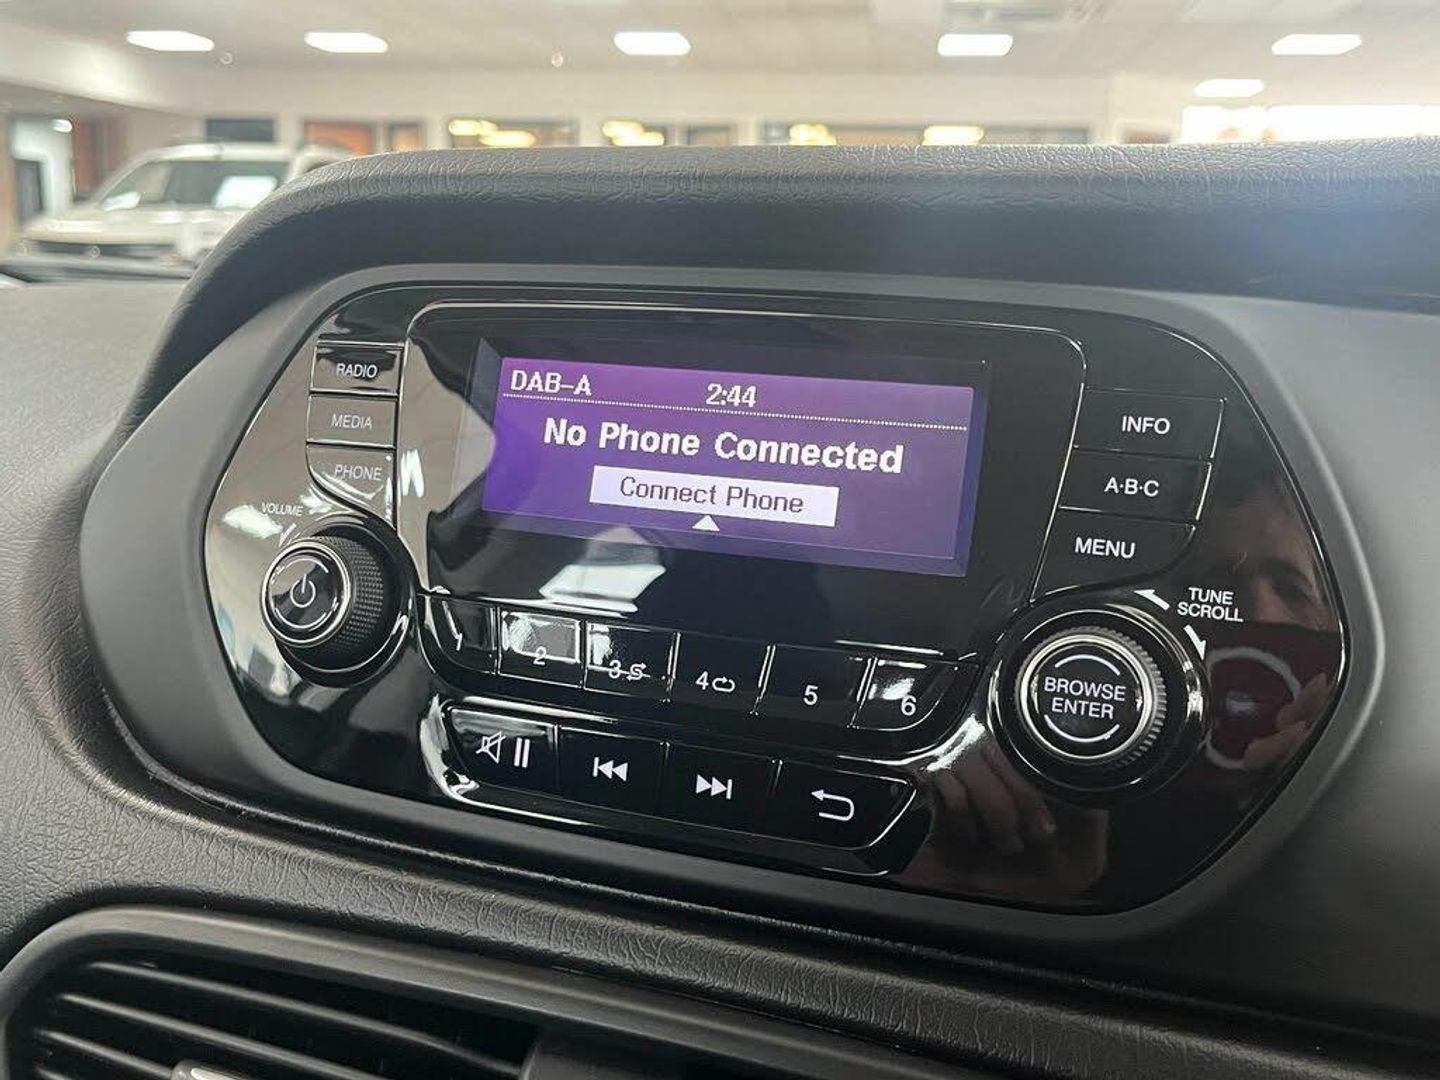 RADIO
MEDIA
PHONE
VOLUME
DAB-A 2:44
No Phone Connected
Connect Phone
INFO
A·B·C
MENU
TUNE
SCROLL
BROWSE
ENTER
1 2 3 4 5 6